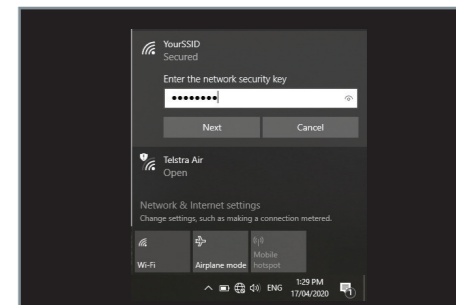 YourSSID
Secured
Enter the network security key
••••••••
Next Cancel
Telstra Air
Open
Network & Internet settings
Change settings, such as making a connection metered.
Wi-Fi Airplane mode Mobile hotspot
ENG 1:29 PM
17/04/2020
1